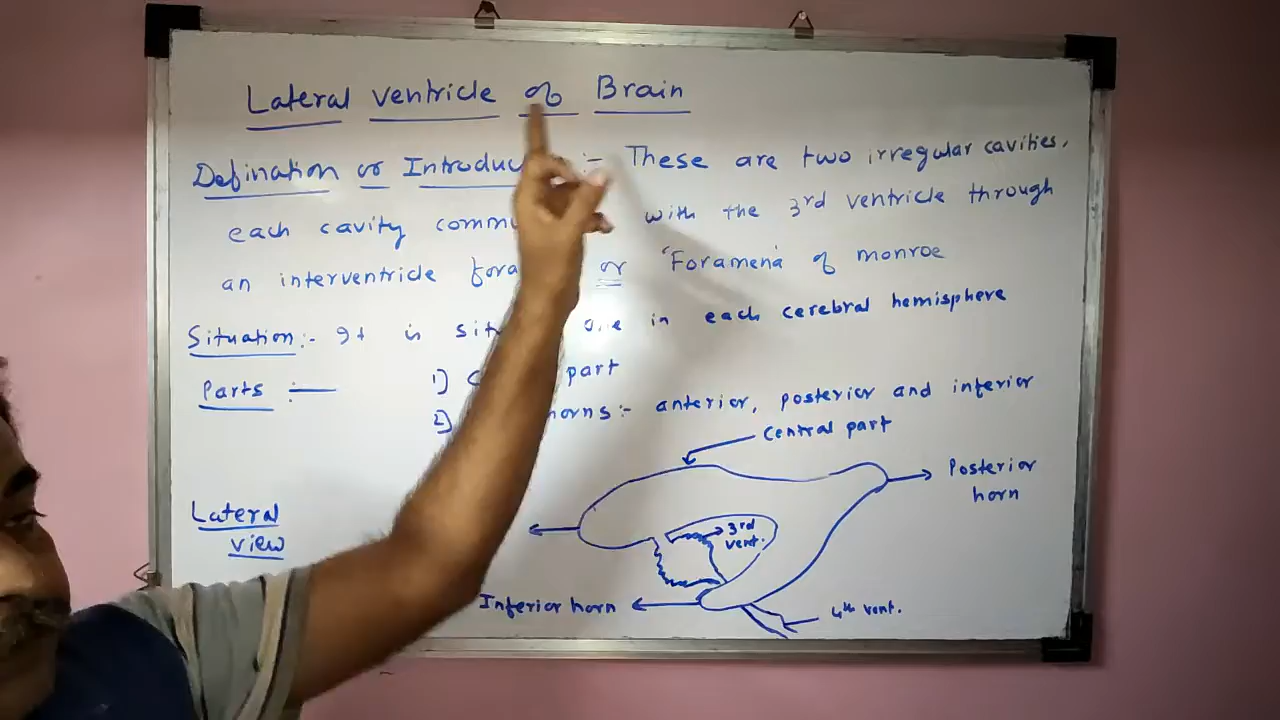 Lateral ventricle of Brain
Defination or Introduc :- These are two irregular cavities,
each cavity comm with the 3rd ventricle through
an interventricle fora or 'Foramena' of monroe
Situation :- It is sit one in each cerebral hemisphere
Parts :— 1) C part
2) horns :- anterior, posterior and inferior
Central part
Posterior
horn
Lateral
view
3rd
vent.
Inferior horn
4th vent.